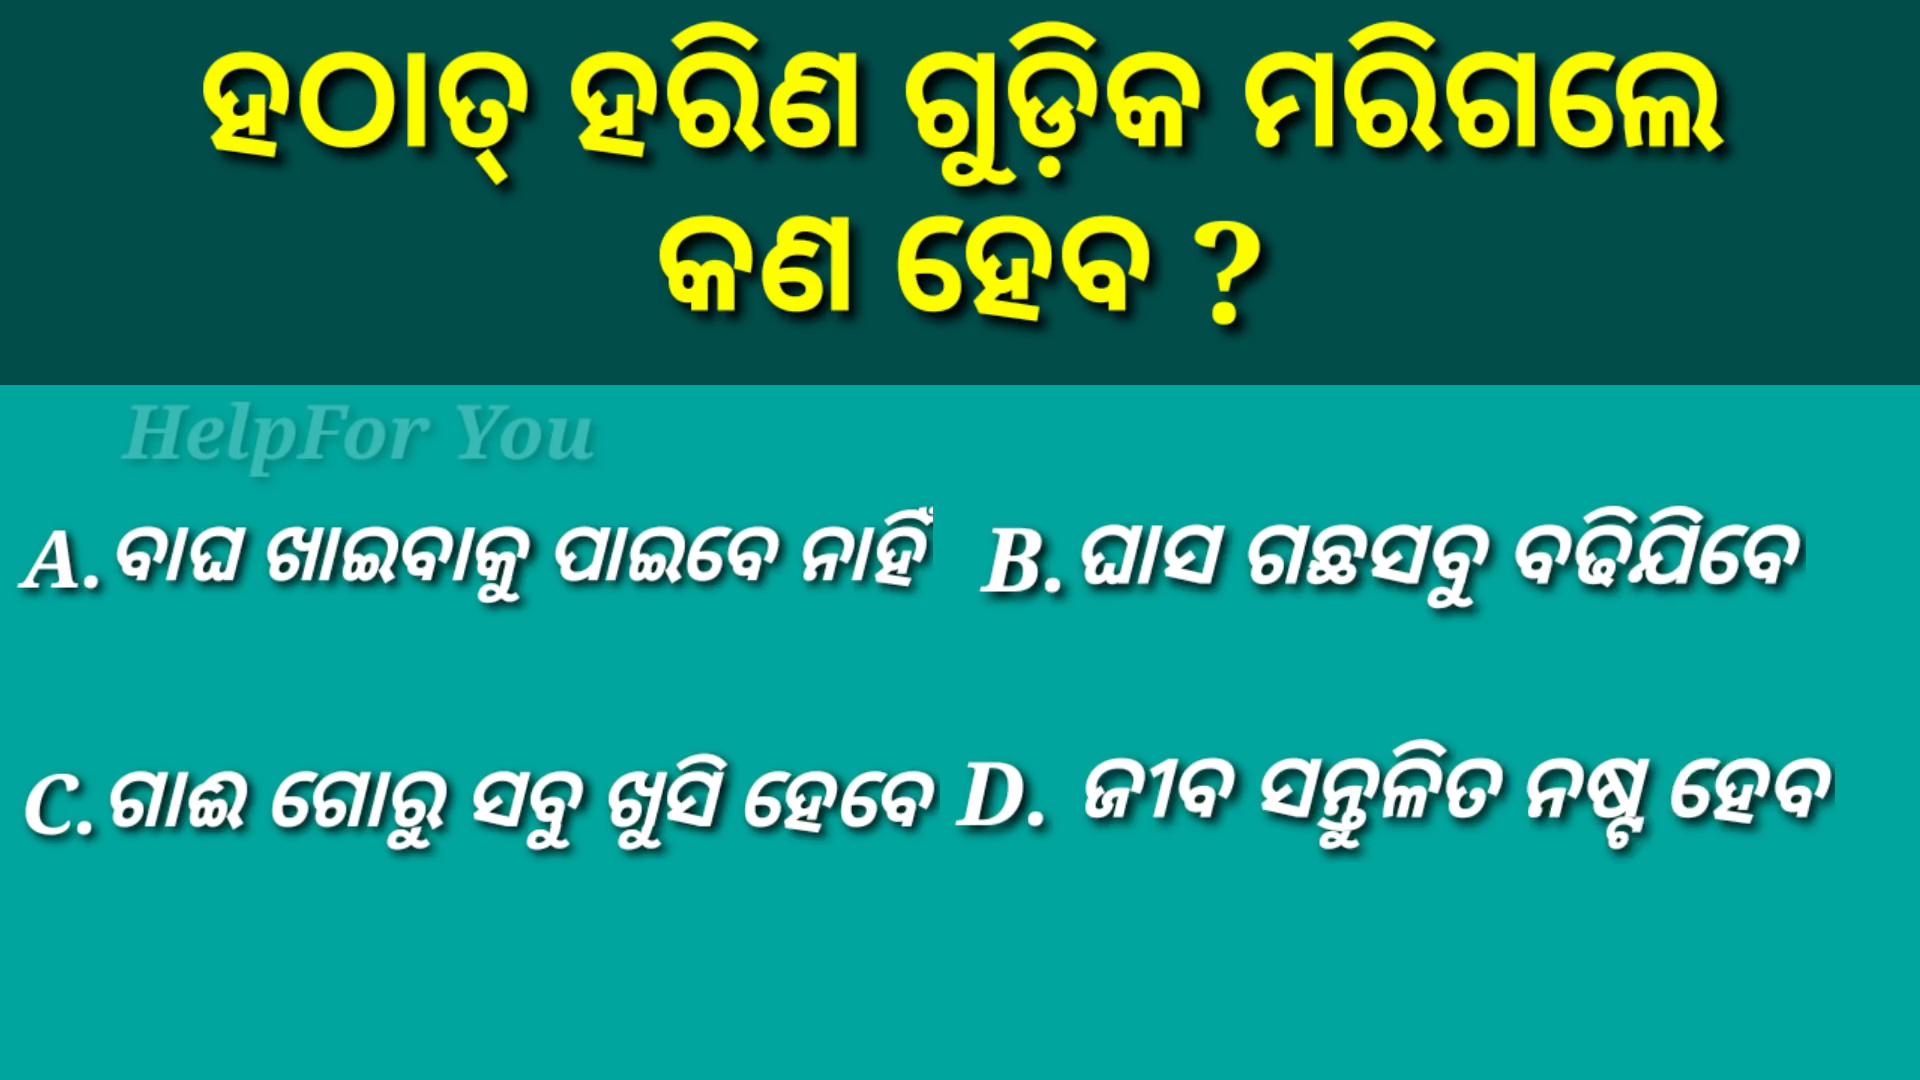 ହଠାତ୍ ହରିଣ ଗୁଡ଼ିକ ମରିଗଲେ
କଣ ହେବ ?
HelpFor You
A. ବାଘ ଖାଇବାକୁ ପାଇବେ ନାହିଁ
B. ଘାସ ଗଛସବୁ ବଢିଯିବେ
C. ଗାଈ ଗୋରୁ ସବୁ ଖୁସି ହେବେ
D. ଜୀବ ସନ୍ତୁଳିତ ନଷ୍ଟ ହେବ